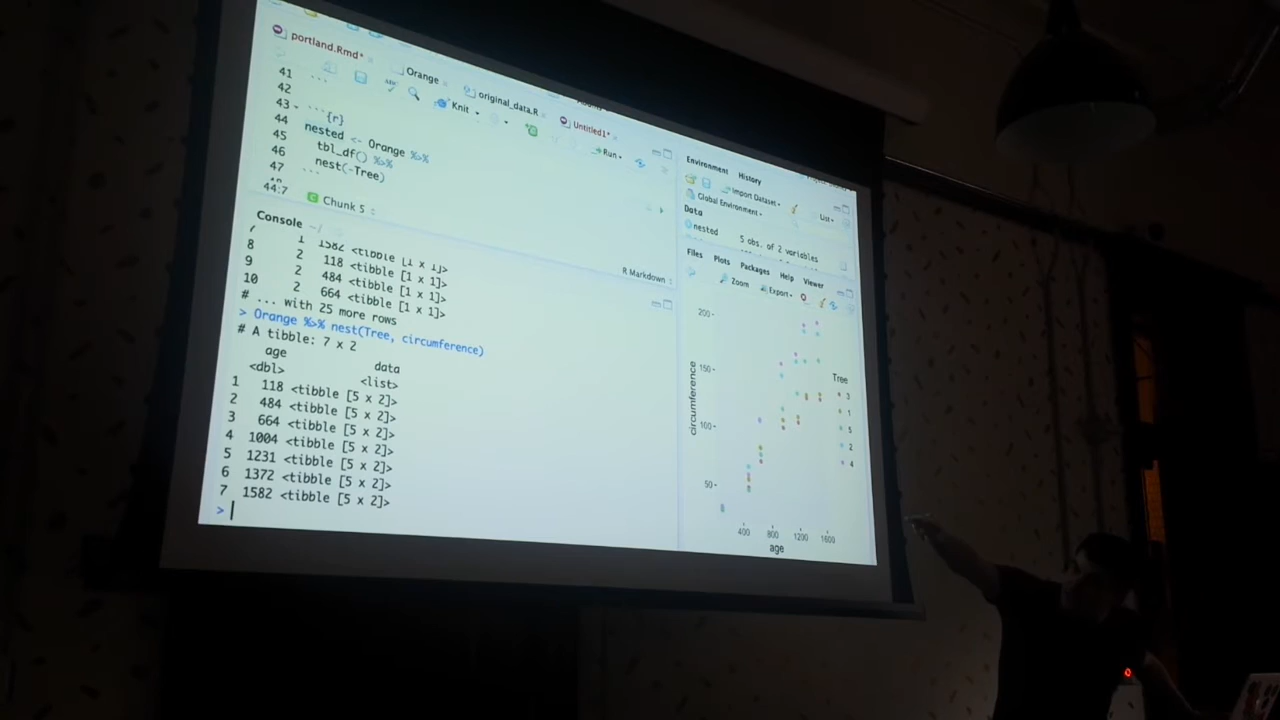 portland.Rmd*
Orange
original_data.R
Untitled1*
ABC
Knit
Run
41 ```
42
43 ```{r}
44 nested <- Orange %>%
45 tbl_df() %>%
46 nest(-Tree)
47 ```
44:7
Chunk 5
R Markdown
Console ~/
1 1582 <tibble [1 x 1]>
8 2 118 <tibble [1 x 1]>
9 2 484 <tibble [1 x 1]>
10 2 664 <tibble [1 x 1]>
# ... with 25 more rows
> Orange %>% nest(Tree, circumference)
# A tibble: 7 x 2
age data
<dbl> <list>
1 118 <tibble [5 x 2]>
2 484 <tibble [5 x 2]>
3 664 <tibble [5 x 2]>
4 1004 <tibble [5 x 2]>
5 1231 <tibble [5 x 2]>
6 1372 <tibble [5 x 2]>
7 1582 <tibble [5 x 2]>
>
Environment History
Import Dataset
List
Global Environment
Data
nested 5 obs. of 2 variables
Files Plots Packages Help Viewer
Zoom Export
200
150
100
50
circumference
400 800 1200 1600
age
Tree
3
1
5
2
4